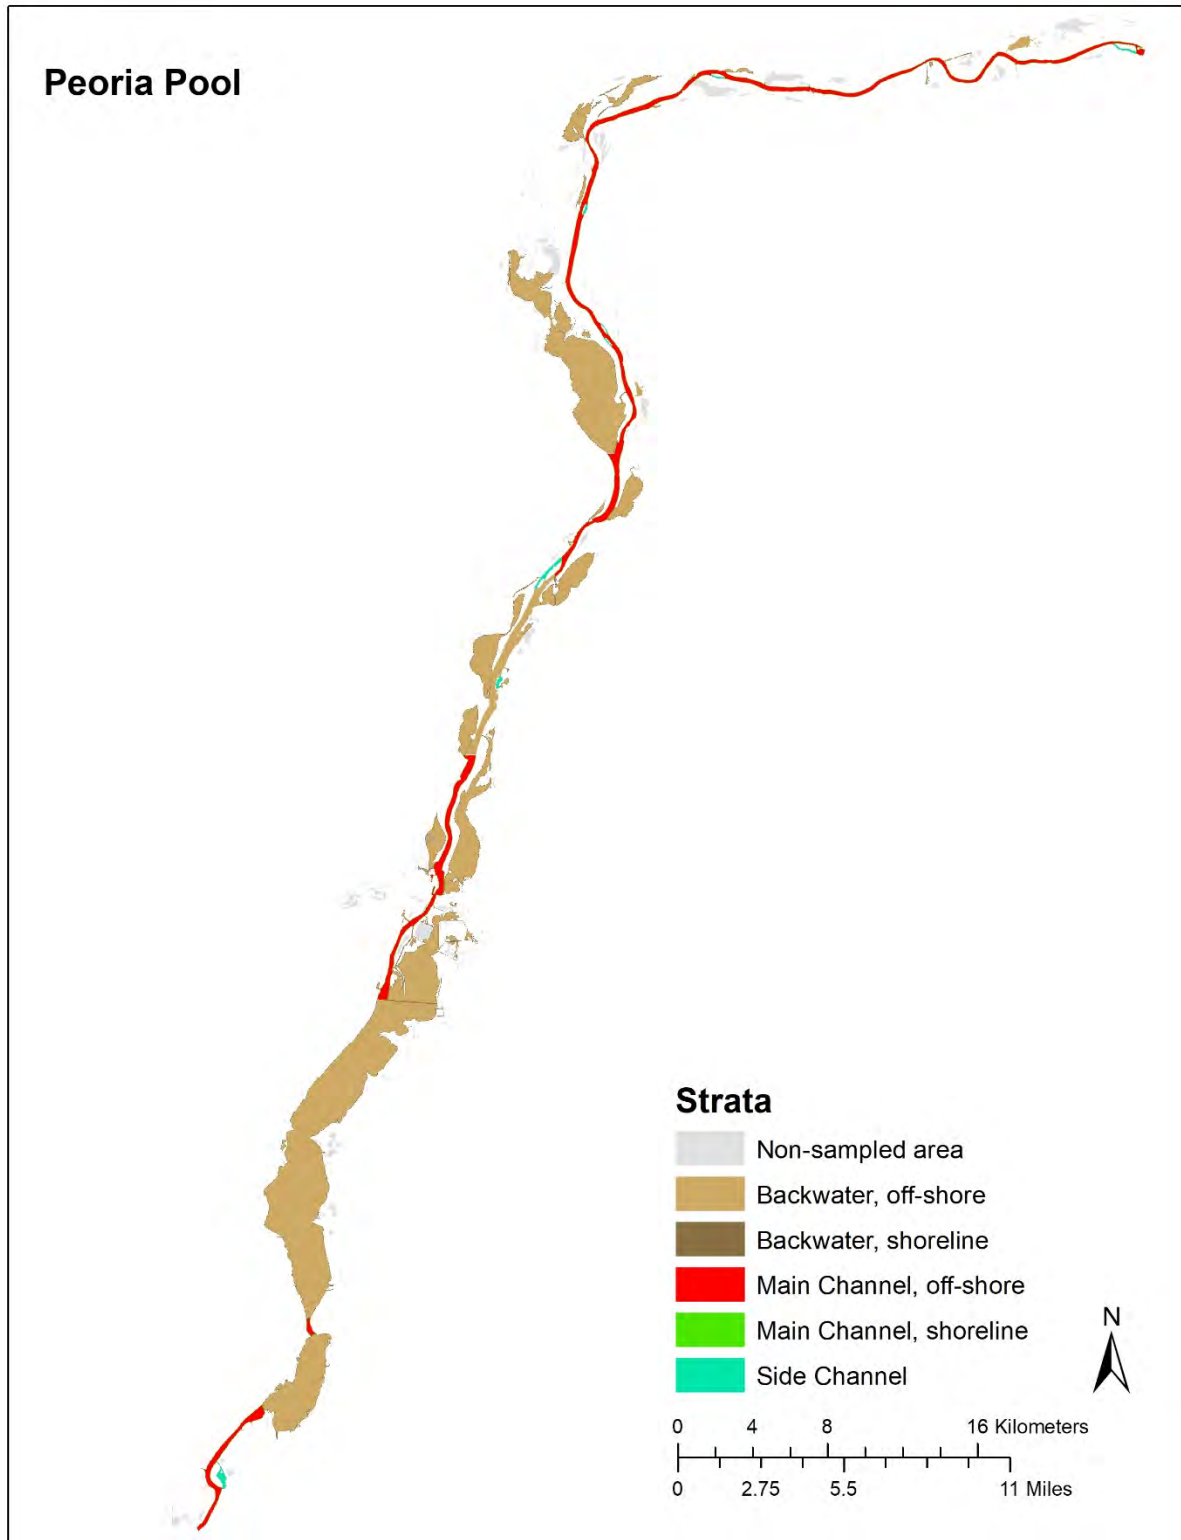 Peoria Pool
Strata
Non-sampled area
Backwater, off-shore
Backwater, shoreline
Main Channel, off-shore
Main Channel, shoreline
Side Channel
N
0 4 8 16 Kilometers
0 2.75 5.5 11 Miles